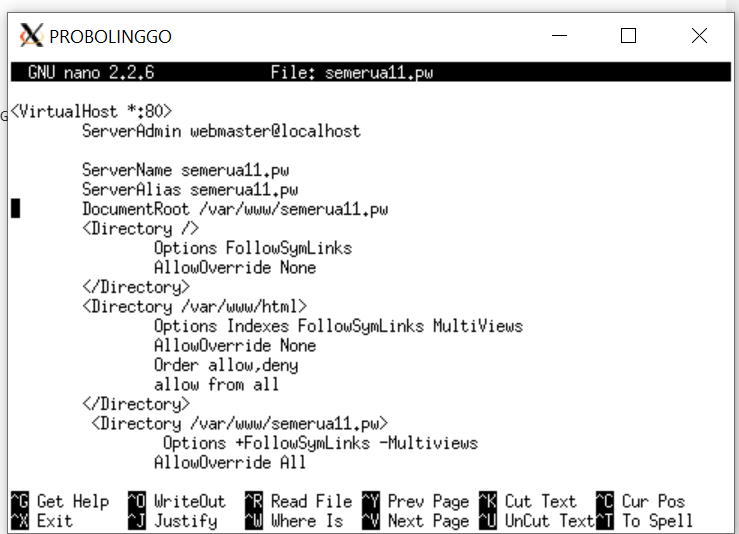 PROBOLINGGO
GNU nano 2.2.6 File: semerua11.pw
G
<VirtualHost *:80>
ServerAdmin webmaster@localhost
ServerName semerua11.pw
ServerAlias semerua11.pw
DocumentRoot /var/www/semerua11.pw
<Directory />
Options FollowSymLinks
AllowOverride None
</Directory>
<Directory /var/www/html>
Options Indexes FollowSymLinks MultiViews
AllowOverride None
Order allow,deny
allow from all
</Directory>
<Directory /var/www/semerua11.pw>
Options +FollowSymLinks -Multiviews
AllowOverride All
^G Get Help ^O WriteOut ^R Read File ^Y Prev Page ^K Cut Text ^C Cur Pos
^X Exit ^J Justify ^W Where Is ^V Next Page ^U UnCut Text ^T To Spell